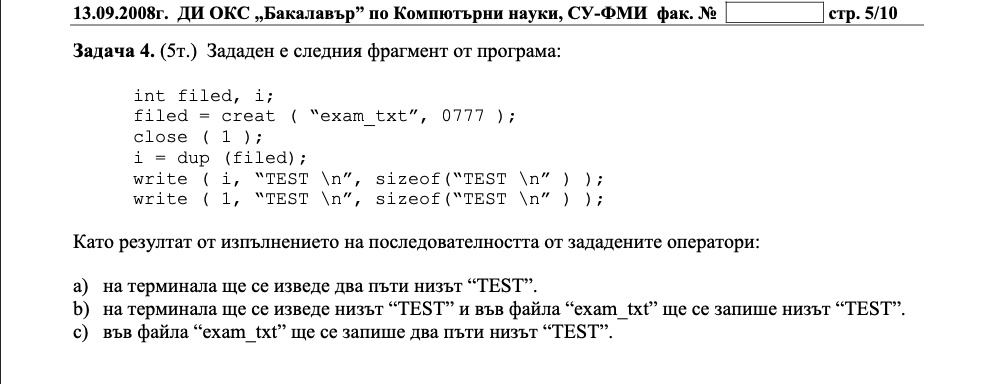 13.09.2008г. ДИ ОКС „Бакалавър” по Компютърни науки, СУ-ФМИ фак. № стр. 5/10
Задача 4. (5т.) Зададен е следния фрагмент от програма:
int filed, i;
filed = creat ( “exam_txt”, 0777 );
close ( 1 );
i = dup (filed);
write ( i, “TEST \n”, sizeof(“TEST \n” ) );
write ( 1, “TEST \n”, sizeof(“TEST \n” ) );
Като резултат от изпълнението на последователността от зададените оператори:
a) на терминала ще се изведе два пъти низът “TEST”.
b) на терминала ще се изведе низът “TEST” и във файла “exam_txt” ще се запише низът “TEST”.
c) във файла “exam_txt” ще се запише два пъти низът “TEST”.